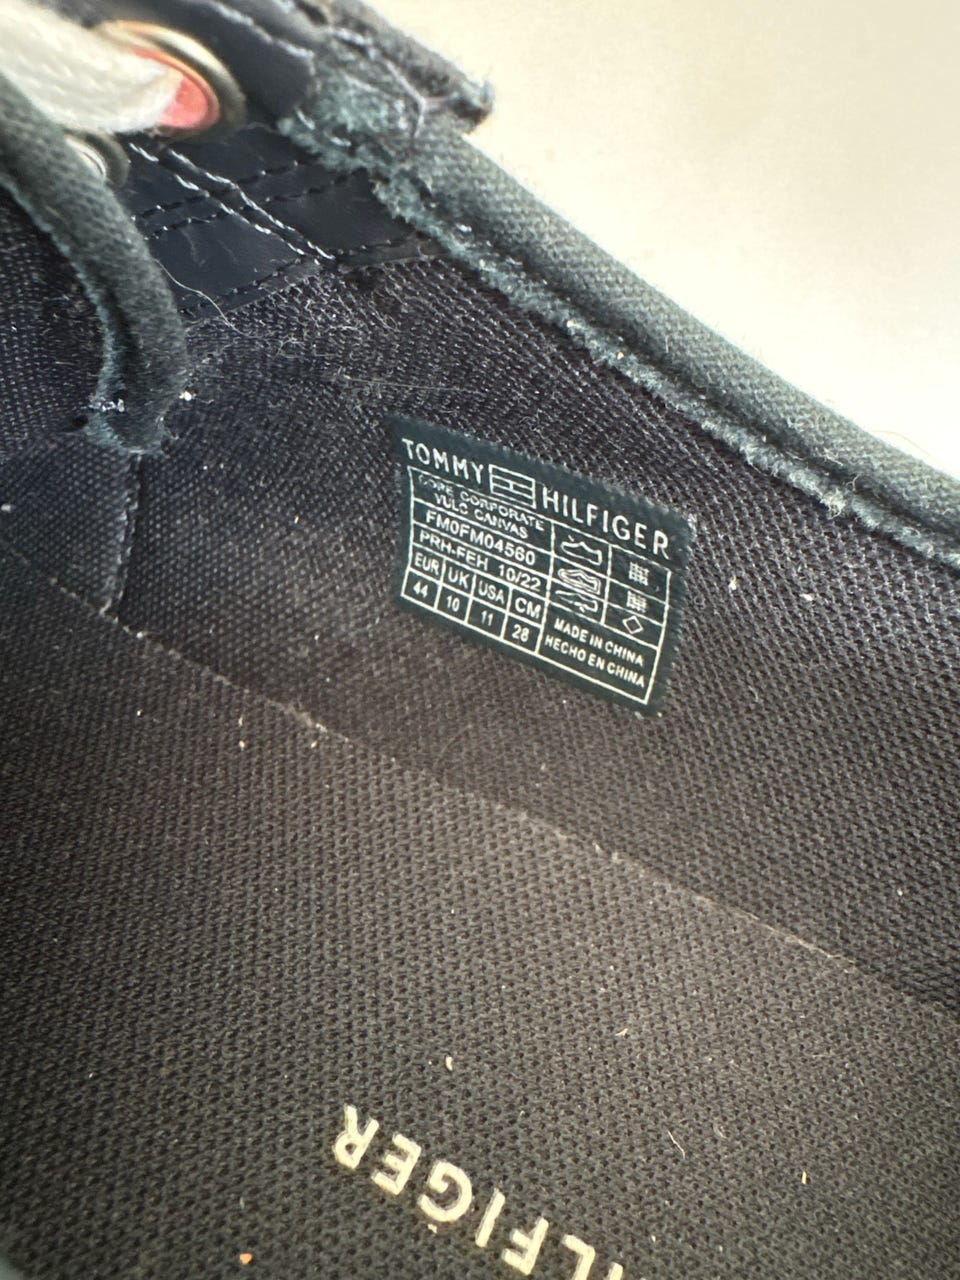 TOMMY HILFIGER
CORE CORPORATE
VULC CANVAS
FM0FM04560
PRH-FEH 10/22
EUR UK USA CM
44 10 11 28
MADE IN CHINA
HECHO EN CHINA
HILFIGER